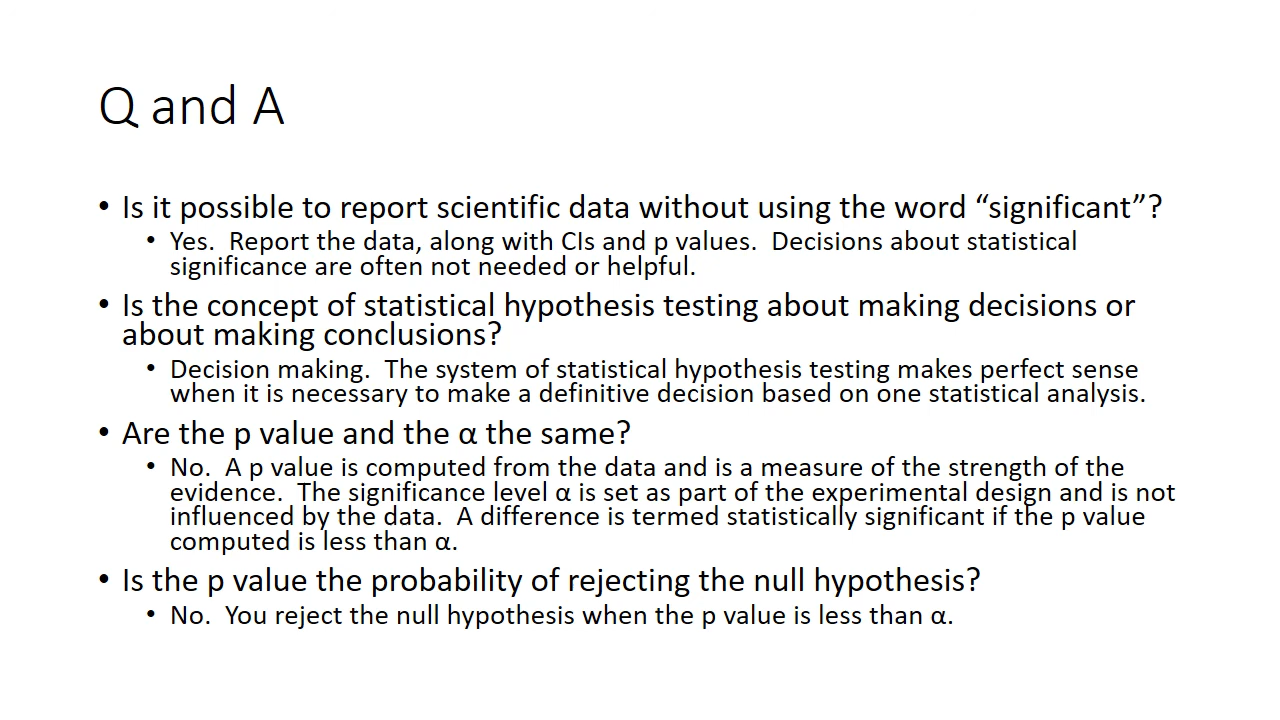 Q and A
• Is it possible to report scientific data without using the word “significant”?
• Yes.  Report the data, along with CIs and p values.  Decisions about statistical
significance are often not needed or helpful.
• Is the concept of statistical hypothesis testing about making decisions or
about making conclusions?
• Decision making.  The system of statistical hypothesis testing makes perfect sense
when it is necessary to make a definitive decision based on one statistical analysis.
• Are the p value and the α the same?
• No.  A p value is computed from the data and is a measure of the strength of the
evidence.  The significance level α is set as part of the experimental design and is not
influenced by the data.  A difference is termed statistically significant if the p value
computed is less than α.
• Is the p value the probability of rejecting the null hypothesis?
• No.  You reject the null hypothesis when the p value is less than α.